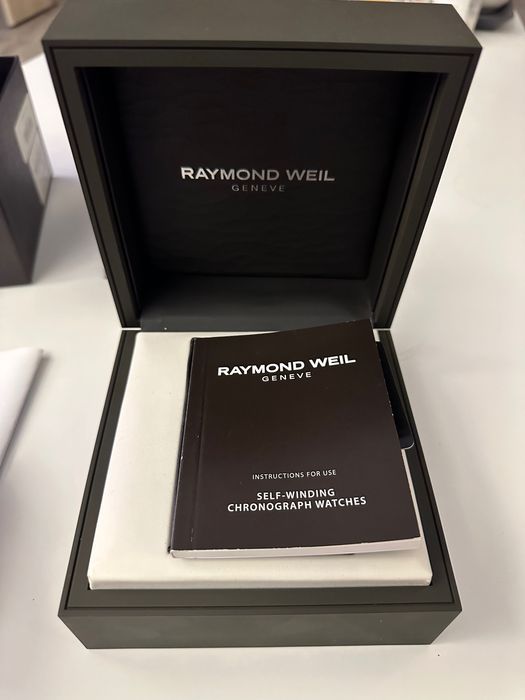 RAYMOND WEIL
GENEVE
RAYMOND WEIL
GENEVE
INSTRUCTIONS FOR USE
SELF-WINDING
CHRONOGRAPH WATCHES